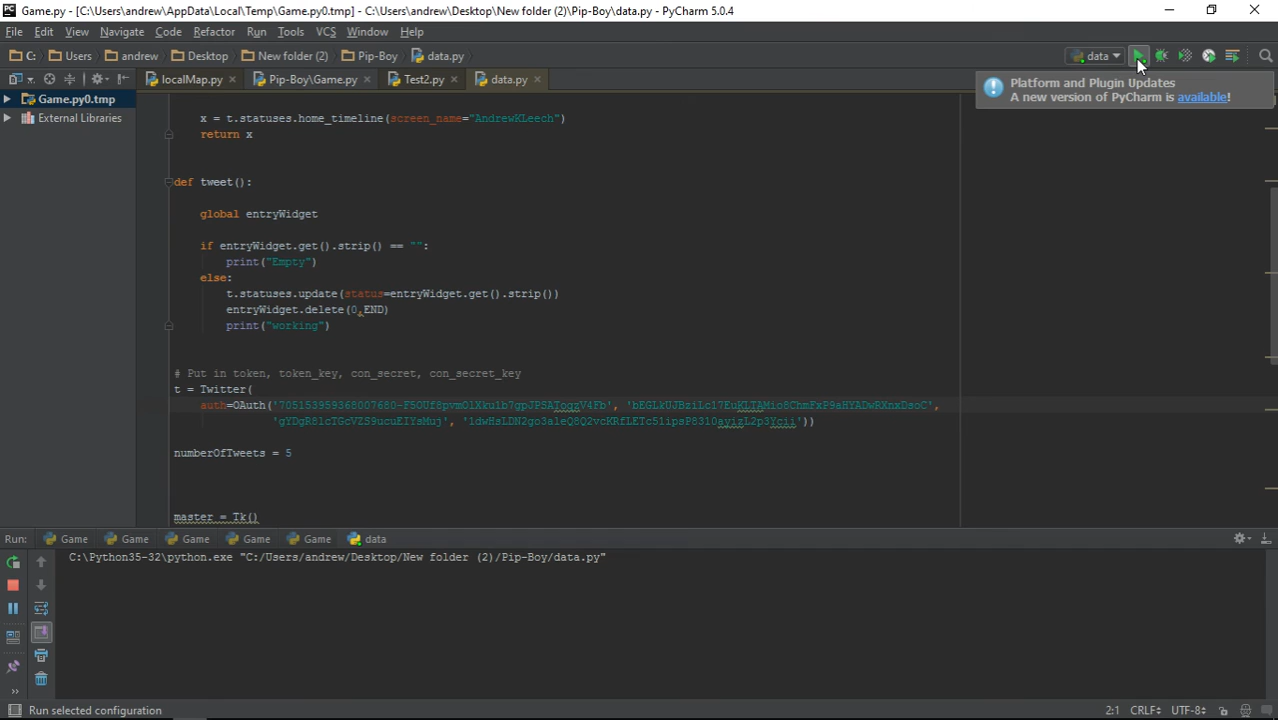 Game.py - [C:\Users\andrew\AppData\Local\Temp\Game.py0.tmp] - C:\Users\andrew\Desktop\New folder (2)\Pip-Boy\data.py - PyCharm 5.0.4
File Edit View Navigate Code Refactor Run Tools VCS Window Help
C: Users andrew Desktop New folder (2) Pip-Boy data.py data
localMap.py Pip-Boy\Game.py Test2.py data.py
Platform and Plugin Updates
A new version of PyCharm is available!
Game.py0.tmp
External Libraries
x = t.statuses.home_timeline(screen_name="AndrewKLeech")
return x
def tweet():
global entryWidget
if entryWidget.get().strip() == "":
print("Empty")
else:
t.statuses.update(status=entryWidget.get().strip())
entryWidget.delete(0,END)
print("working")
# Put in token, token_key, con_secret, con_secret_key
t = Twitter(
auth=OAuth(
numberOfTweets = 5
master = Tk()
Run: Game Game Game Game Game data
C:\Python35-32\python.exe "C:/Users/andrew/Desktop/New folder (2)/Pip-Boy/data.py"
Run selected configuration 2:1 CRLF UTF-8